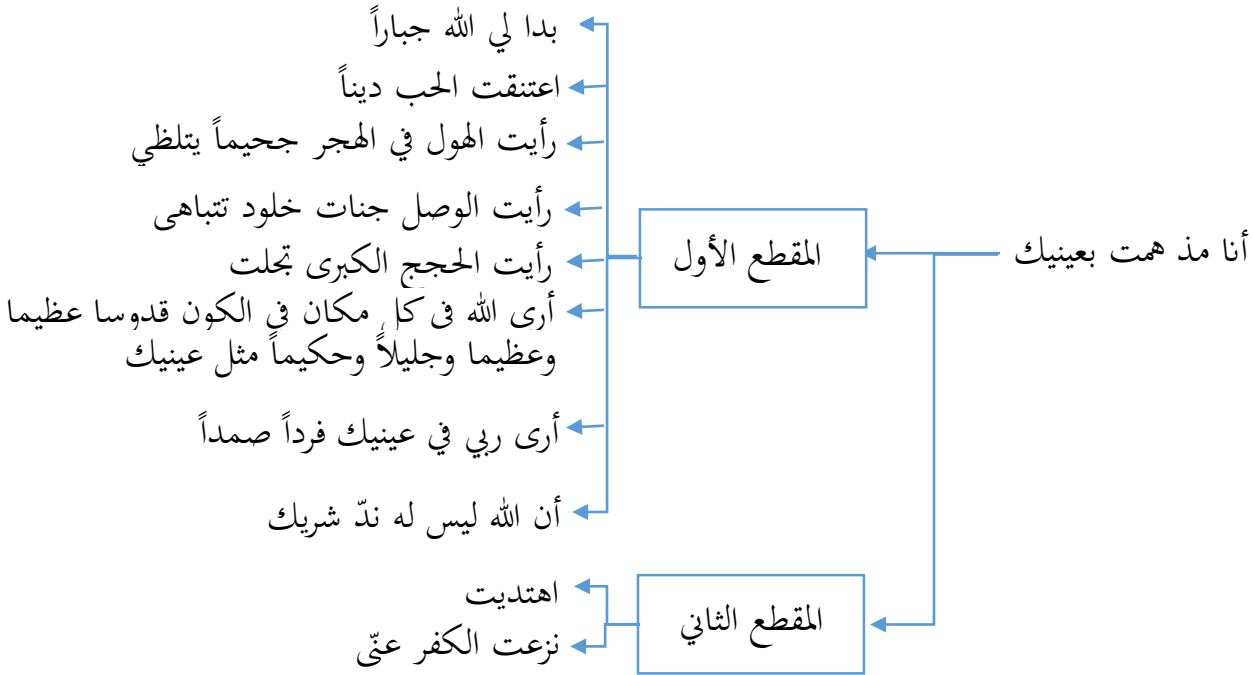 أنا مذ همت بعينيك
المقطع الأول
بدا لي الله جباراً
اعتنقت الحب ديناً
رأيت الهول في الهجر جحيماً يتلظي
رأيت الوصل جنات خلود تتباهى
رأيت الحجج الكبرى تجلت
أرى الله في كل مكان في الكون قدوسا عظيما
وعظيما وجليلاً وحكيماً مثل عينيك
أرى ربي في عينيك فرداً صمداً
أن الله ليس له ندّ شريك
المقطع الثاني
اهتديت
نزعت الكفر عنّى